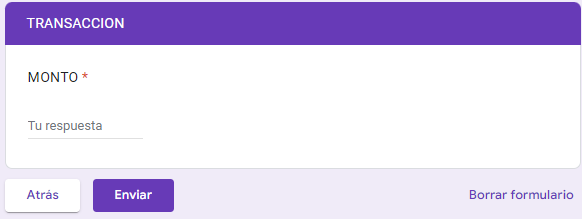 TRANSACCION
MONTO *
Tu respuesta
Atrás
Enviar
Borrar formulario